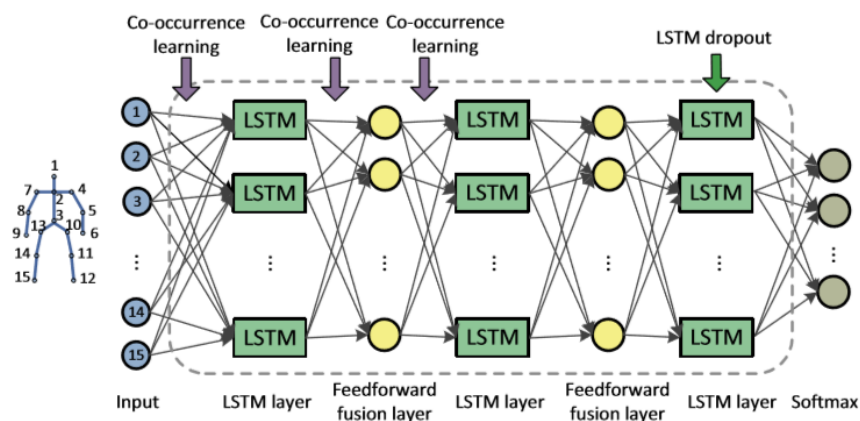 Co-occurrence
learning
Co-occurrence
learning
Co-occurrence
learning
LSTM dropout
1
7 4
2
8 3 5
9 13 10 6
14 11
15 12
1
2
3
⋮
14
15
LSTM
LSTM
⋮
LSTM
⋮
LSTM
LSTM
⋮
LSTM
⋮
LSTM
LSTM
⋮
LSTM
⋮
Input
LSTM layer
Feedforward
fusion layer
LSTM layer
Feedforward
fusion layer
LSTM layer
Softmax